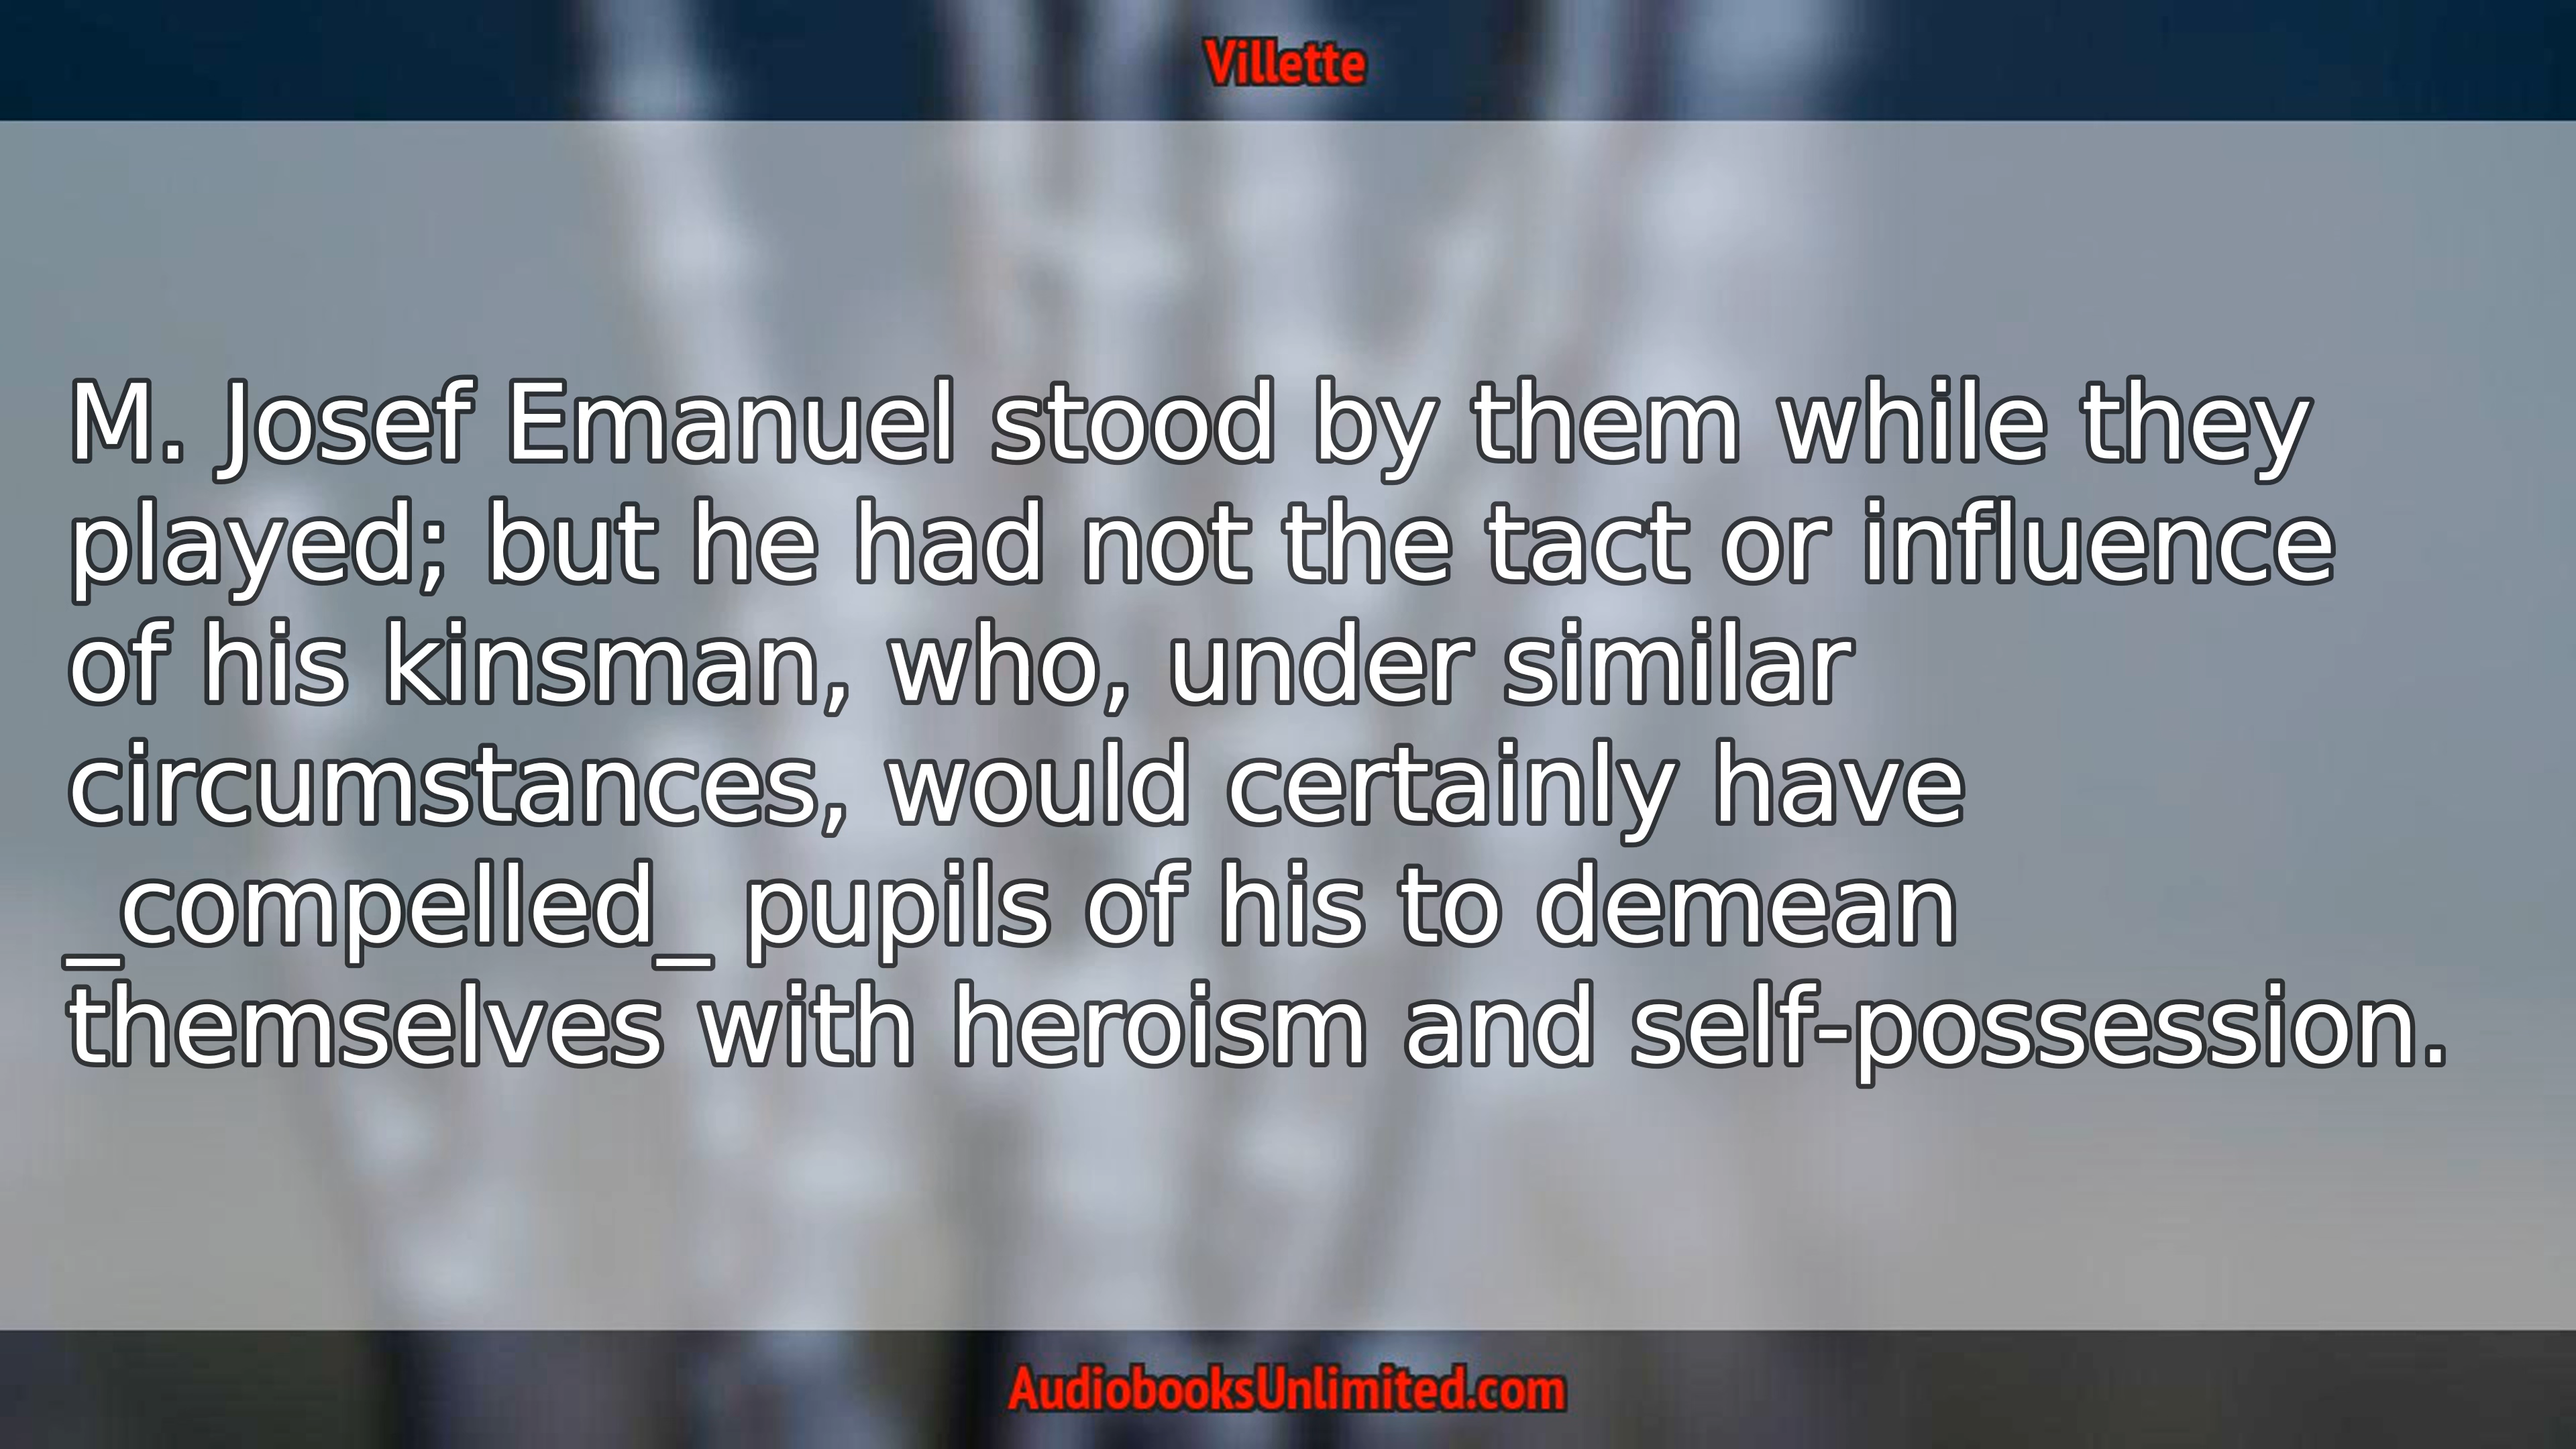 Villette
M. Josef Emanuel stood by them while they
played; but he had not the tact or influence
of his kinsman, who, under similar
circumstances, would certainly have
_compelled_ pupils of his to demean
themselves with heroism and self-possession.
AudiobooksUnlimited.com